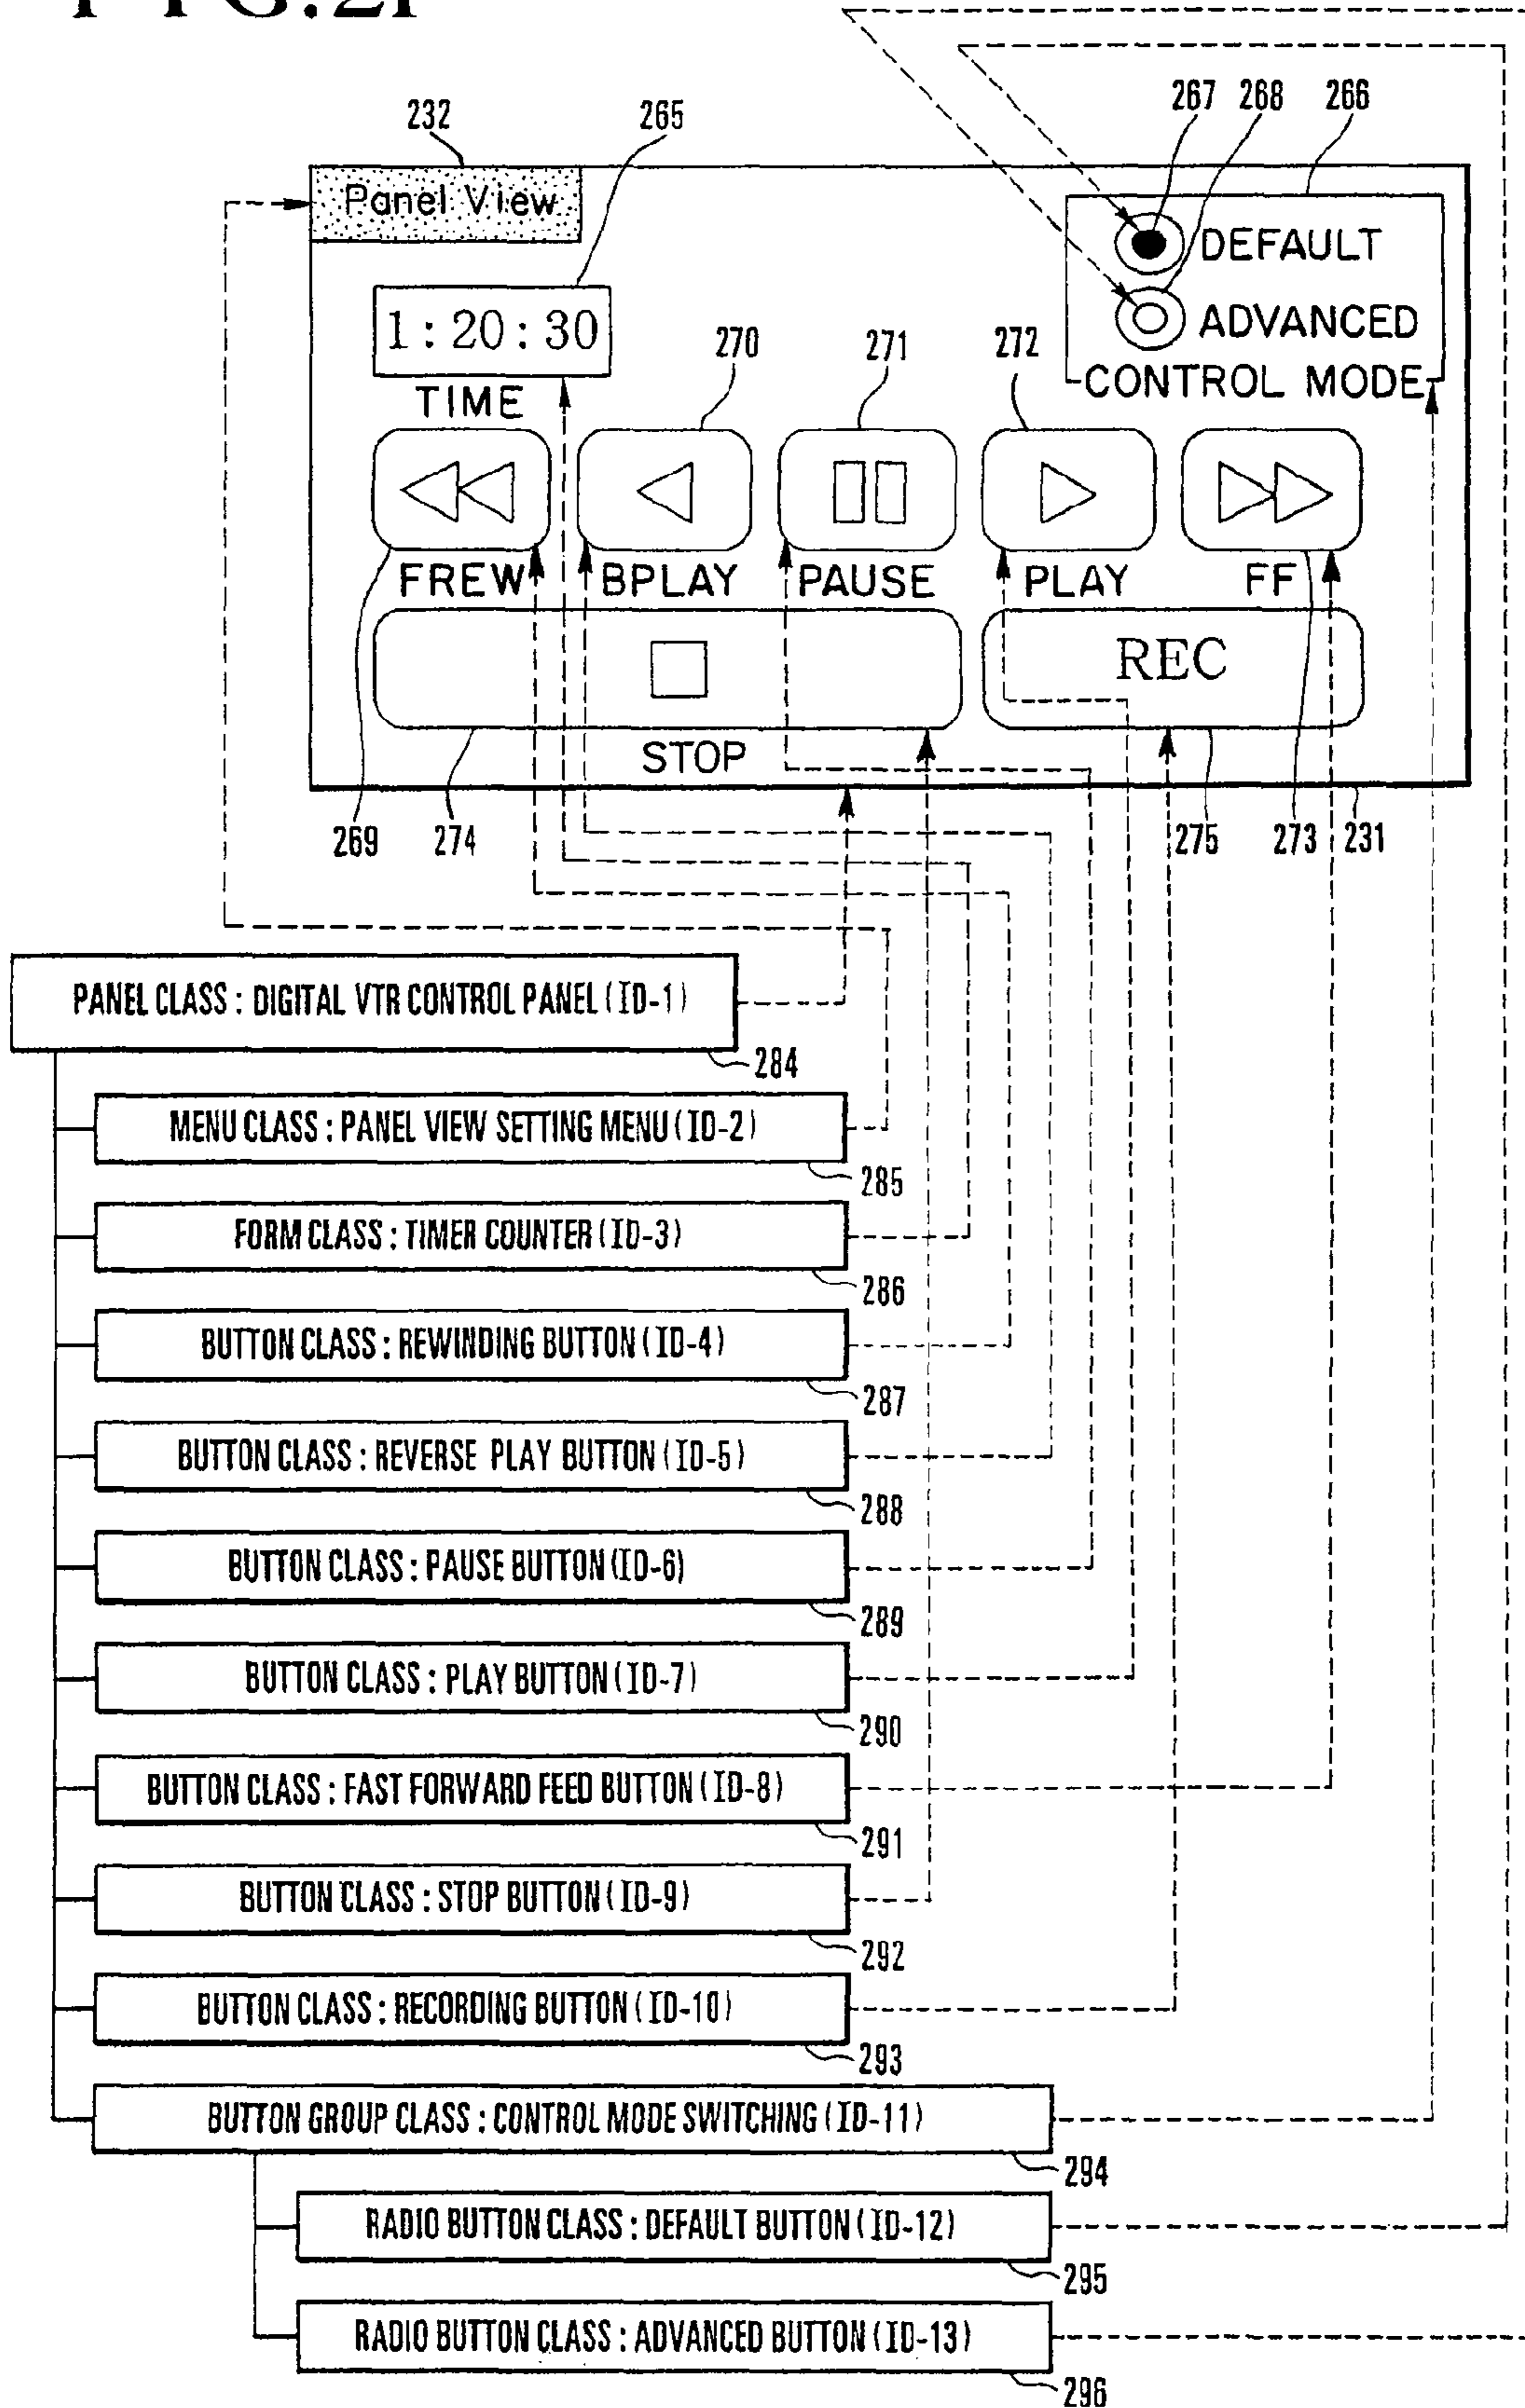 FIG.21
232
265
267
268
266
Panel View
DEFAULT
1:20:30
ADVANCED
270
271
272
CONTROL MODE
TIME
FREW
BPLAY
PAUSE
PLAY
FF
REC
STOP
269
274
275
273
231
PANEL CLASS : DIGITAL VTR CONTROL PANEL (ID-1)
284
MENU CLASS : PANEL VIEW SETTING MENU (ID-2)
285
FORM CLASS : TIMER COUNTER (ID-3)
286
BUTTON CLASS : REWINDING BUTTON (ID-4)
287
BUTTON CLASS : REVERSE PLAY BUTTON (ID-5)
288
BUTTON CLASS : PAUSE BUTTON (ID-6)
289
BUTTON CLASS : PLAY BUTTON (ID-7)
290
BUTTON CLASS : FAST FORWARD FEED BUTTON (ID-8)
291
BUTTON CLASS : STOP BUTTON (ID-9)
292
BUTTON CLASS : RECORDING BUTTON (ID-10)
293
BUTTON GROUP CLASS : CONTROL MODE SWITCHING (ID-11)
294
RADIO BUTTON CLASS : DEFAULT BUTTON (ID-12)
295
RADIO BUTTON CLASS : ADVANCED BUTTON (ID-13)
296